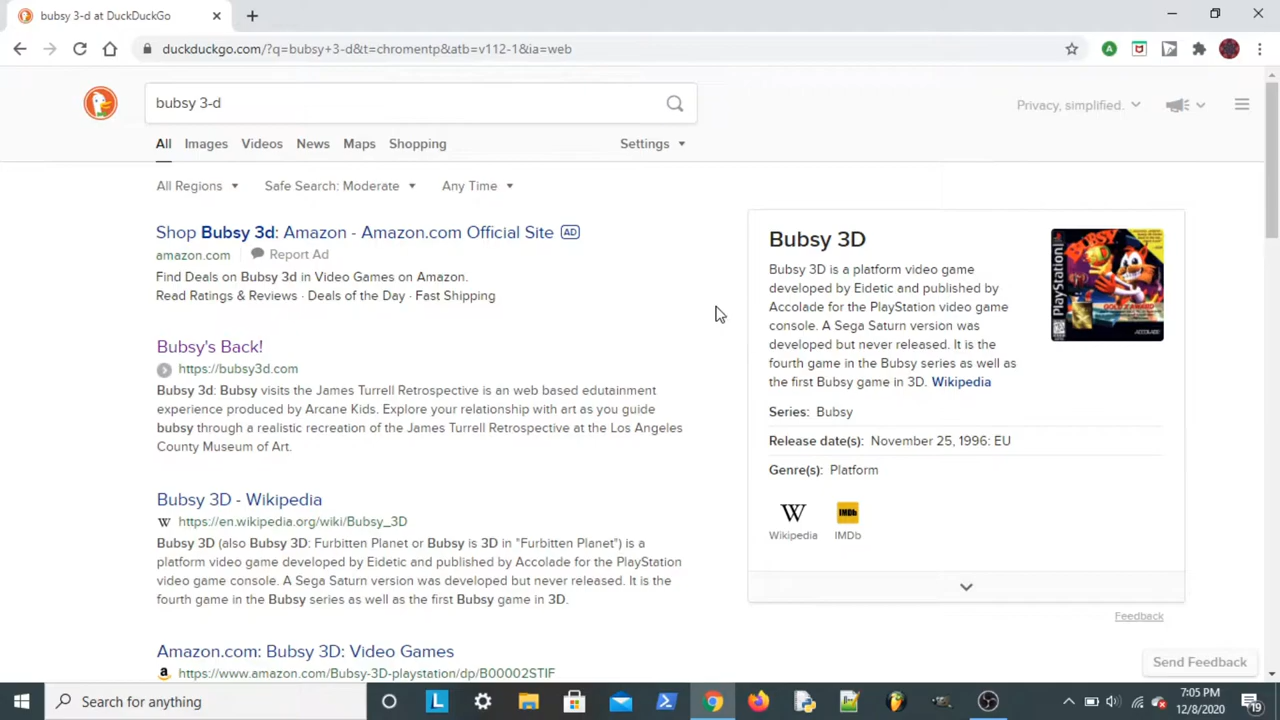 bubsy 3-d at DuckDuckGo
duckduckgo.com/?q=bubsy+3-d&t=chromentp&atb=v112-1&ia=web
bubsy 3-d
Privacy, simplified.
All Images Videos News Maps Shopping Settings
All Regions Safe Search: Moderate Any Time
Shop Bubsy 3d: Amazon - Amazon.com Official Site AD
amazon.com Report Ad
Find Deals on Bubsy 3d in Video Games on Amazon.
Read Ratings & Reviews · Deals of the Day · Fast Shipping
Bubsy's Back!
https://bubsy3d.com
Bubsy 3d: Bubsy visits the James Turrell Retrospective is an web based edutainment
experience produced by Arcane Kids. Explore your relationship with art as you guide
bubsy through a realistic recreation of the James Turrell Retrospective at the Los Angeles
County Museum of Art.
Bubsy 3D - Wikipedia
W https://en.wikipedia.org/wiki/Bubsy_3D
Bubsy 3D (also Bubsy 3D: Furbitten Planet or Bubsy is 3D in "Furbitten Planet") is a
platform video game developed by Eidetic and published by Accolade for the PlayStation
video game console. A Sega Saturn version was developed but never released. It is the
fourth game in the Bubsy series as well as the first Bubsy game in 3D.
Amazon.com: Bubsy 3D: Video Games
a https://www.amazon.com/Bubsy-3D-playstation/dp/B00002STIF
Bubsy 3D
Bubsy 3D is a platform video game
developed by Eidetic and published by
Accolade for the PlayStation video game
console. A Sega Saturn version was
developed but never released. It is the
fourth game in the Bubsy series as well as
the first Bubsy game in 3D. Wikipedia
PlayStation
BUBSY
GOLD X AWARD
ACCOLADE
Series: Bubsy
Release date(s): November 25, 1996: EU
Genre(s): Platform
W
IMDb
Wikipedia
IMDb
Feedback
Send Feedback
Search for anything
L
7:05 PM
12/8/2020
19